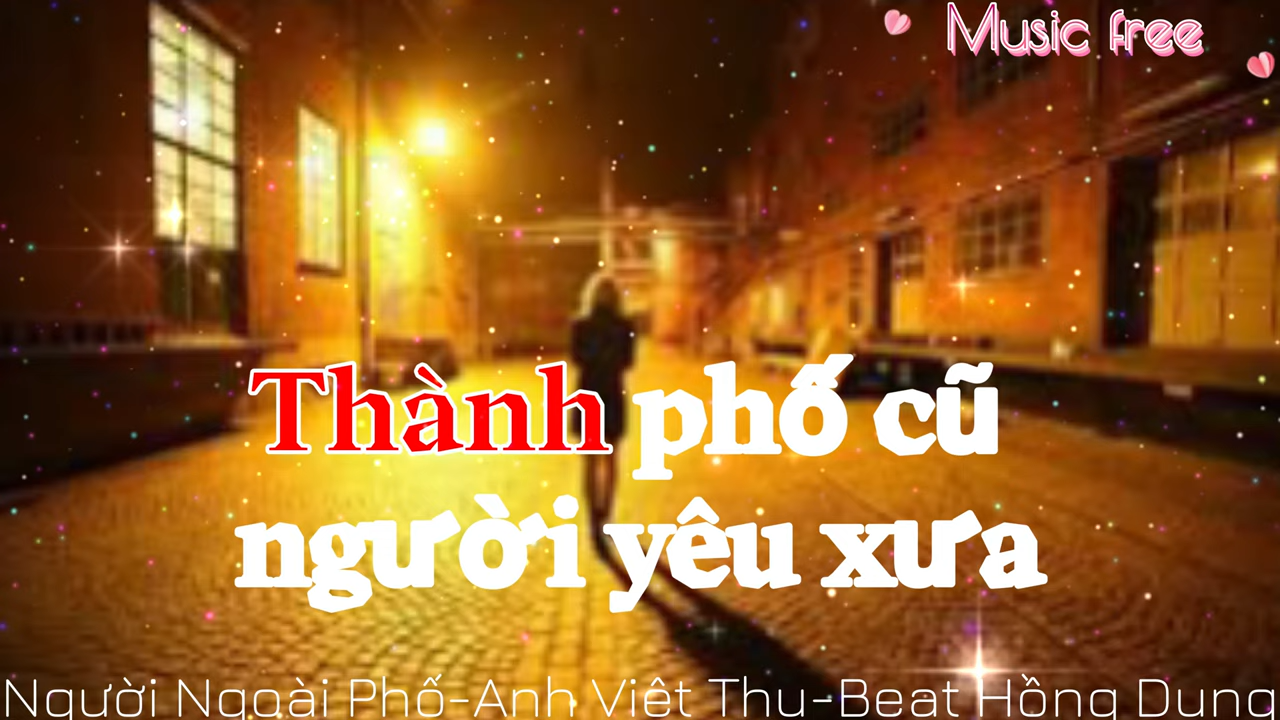 Music free
Thành phố cũ
người yêu xưa
Người Ngoài Phố-Anh Việt Thu-Beat Hồng Dung